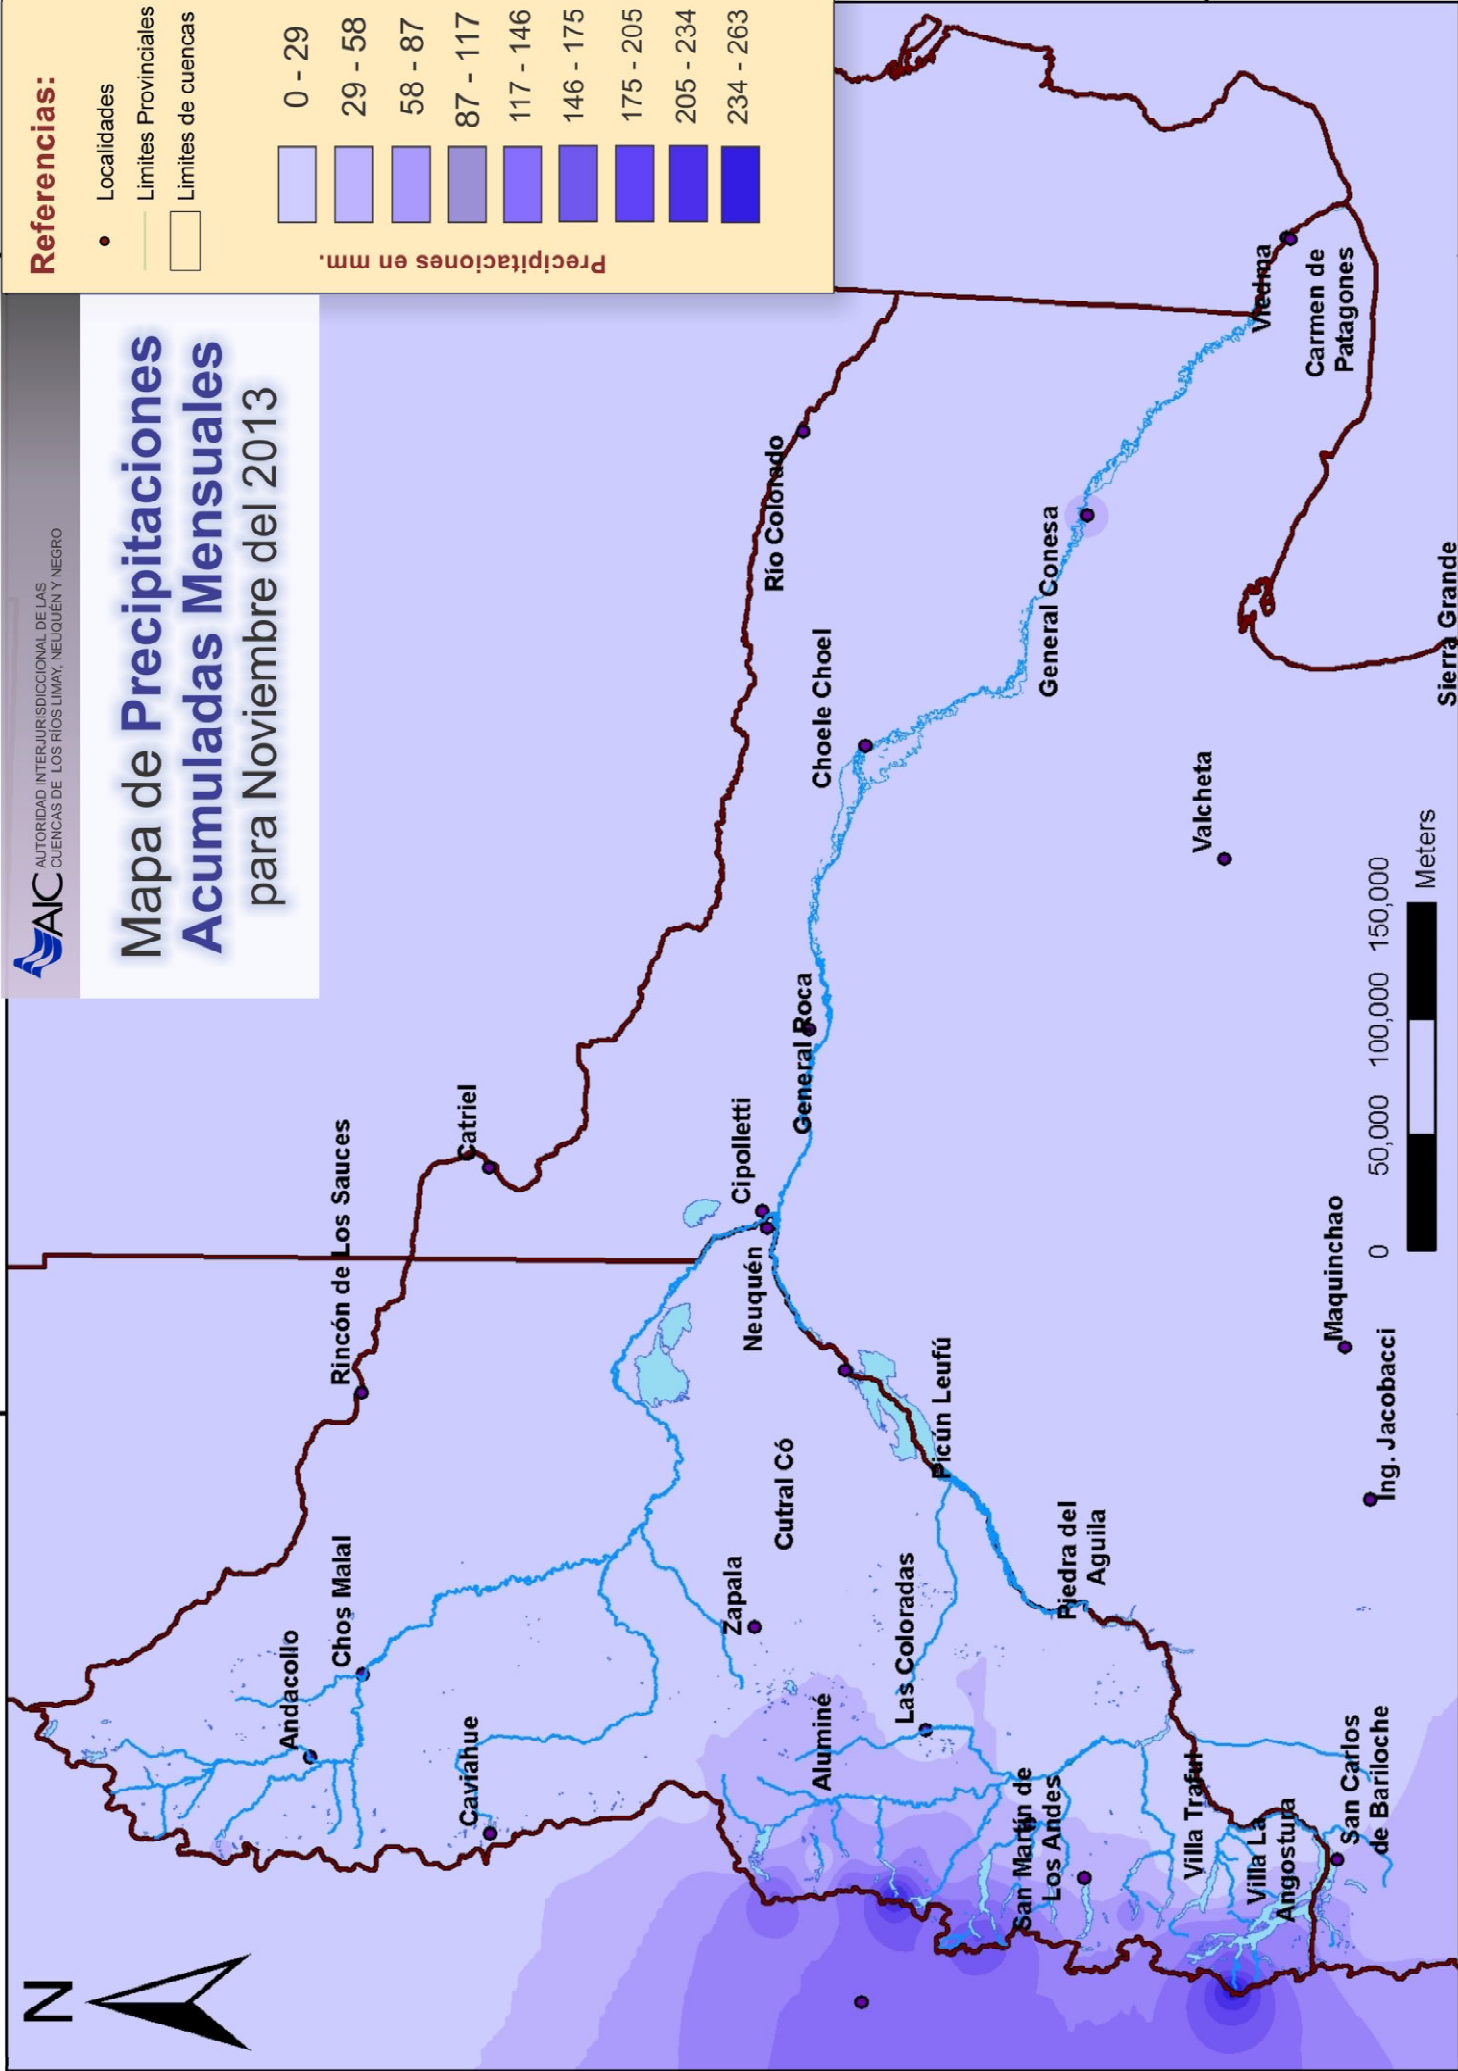 AIC AUTORIDAD INTERJURISDICCIONAL DE LAS
CUENCAS DE LOS RÍOS LIMAY, NEUQUÉN Y NEGRO
Mapa de Precipitaciones
Acumuladas Mensuales
para Noviembre del 2013
Referencias:
Localidades
Limites Provinciales
Limites de cuencas
Precipitaciones en mm.
0 - 29
29 - 58
58 - 87
87 - 117
117 - 146
146 - 175
175 - 205
205 - 234
234 - 263
N
Andacollo
Chos Malal
Rincón de Los Sauces
Catriel
Caviahue
Zapala
Cutral Có
Neuquén
Cipolletti
General Roca
Choele Choel
Río Colorado
Aluminé
Las Coloradas
Picún Leufú
Piedra del
Aguila
General Conesa
San Martín de
Los Andes
Villa Traful
Villa La
Angostura
San Carlos
de Bariloche
Ing. Jacobacci
Maquinchao
Valcheta
Viedma
Carmen de
Patagones
Sierra Grande
0 50,000 100,000 150,000
Meters